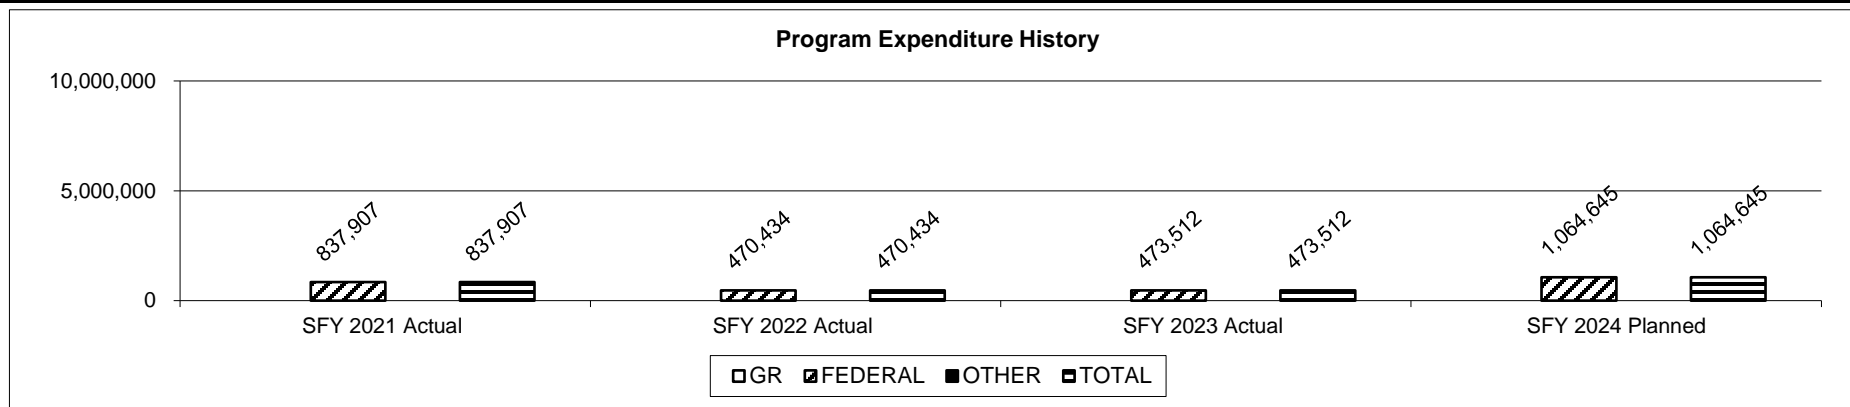 Program Expenditure History
10,000,000
5,000,000
0
837,907 837,907 470,434 470,434 473,512 473,512 1,064,645 1,064,645
SFY 2021 Actual SFY 2022 Actual SFY 2023 Actual SFY 2024 Planned
GR FEDERAL OTHER TOTAL